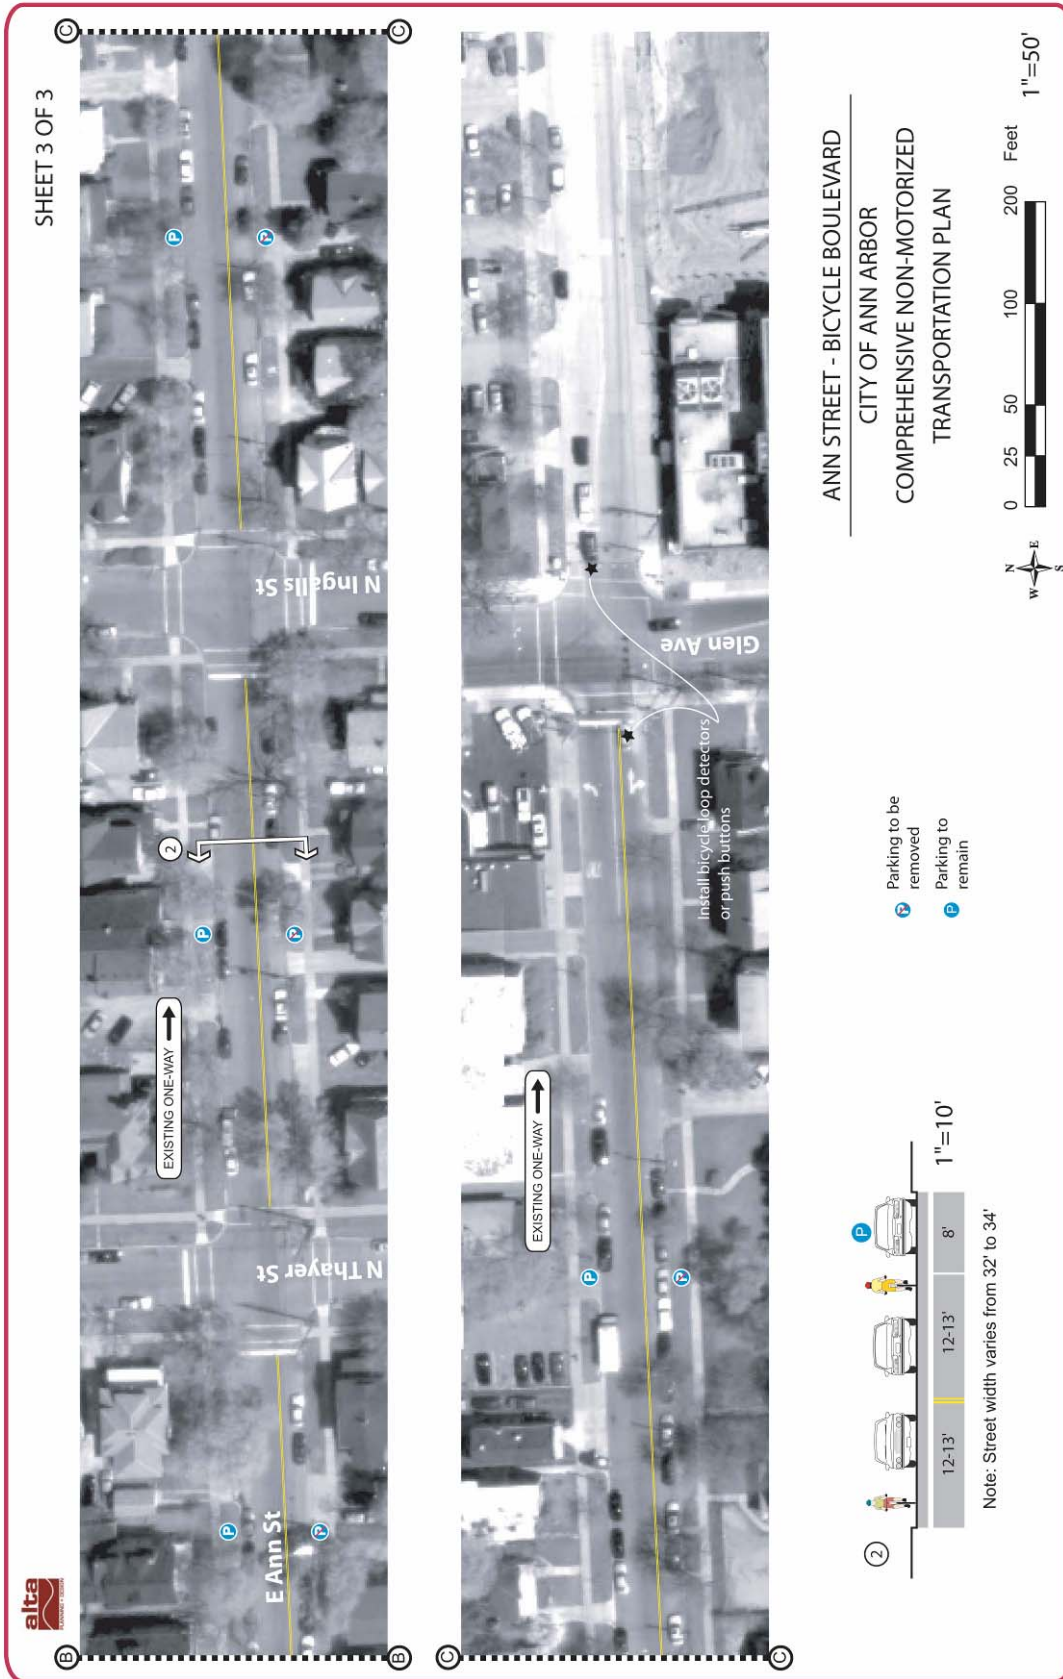 SHEET 3 OF 3
alta
PLANNING + DESIGN
B
C
P
P
EXISTING ONE-WAY
P
P
2
P
P
E Ann St
N Thayer St
N Ingalls St
B
C
C
EXISTING ONE-WAY
P
P
Install bicycle loop detectors
or push buttons
Glen Ave
C
2
P
12-13'
12-13'
8'
1"=10'
Note: Street width varies from 32' to 34'
P Parking to be
removed
P Parking to
remain
ANN STREET - BICYCLE BOULEVARD
CITY OF ANN ARBOR
COMPREHENSIVE NON-MOTORIZED
TRANSPORTATION PLAN
N
W E
S
0 25 50 100 200 Feet
1"=50'